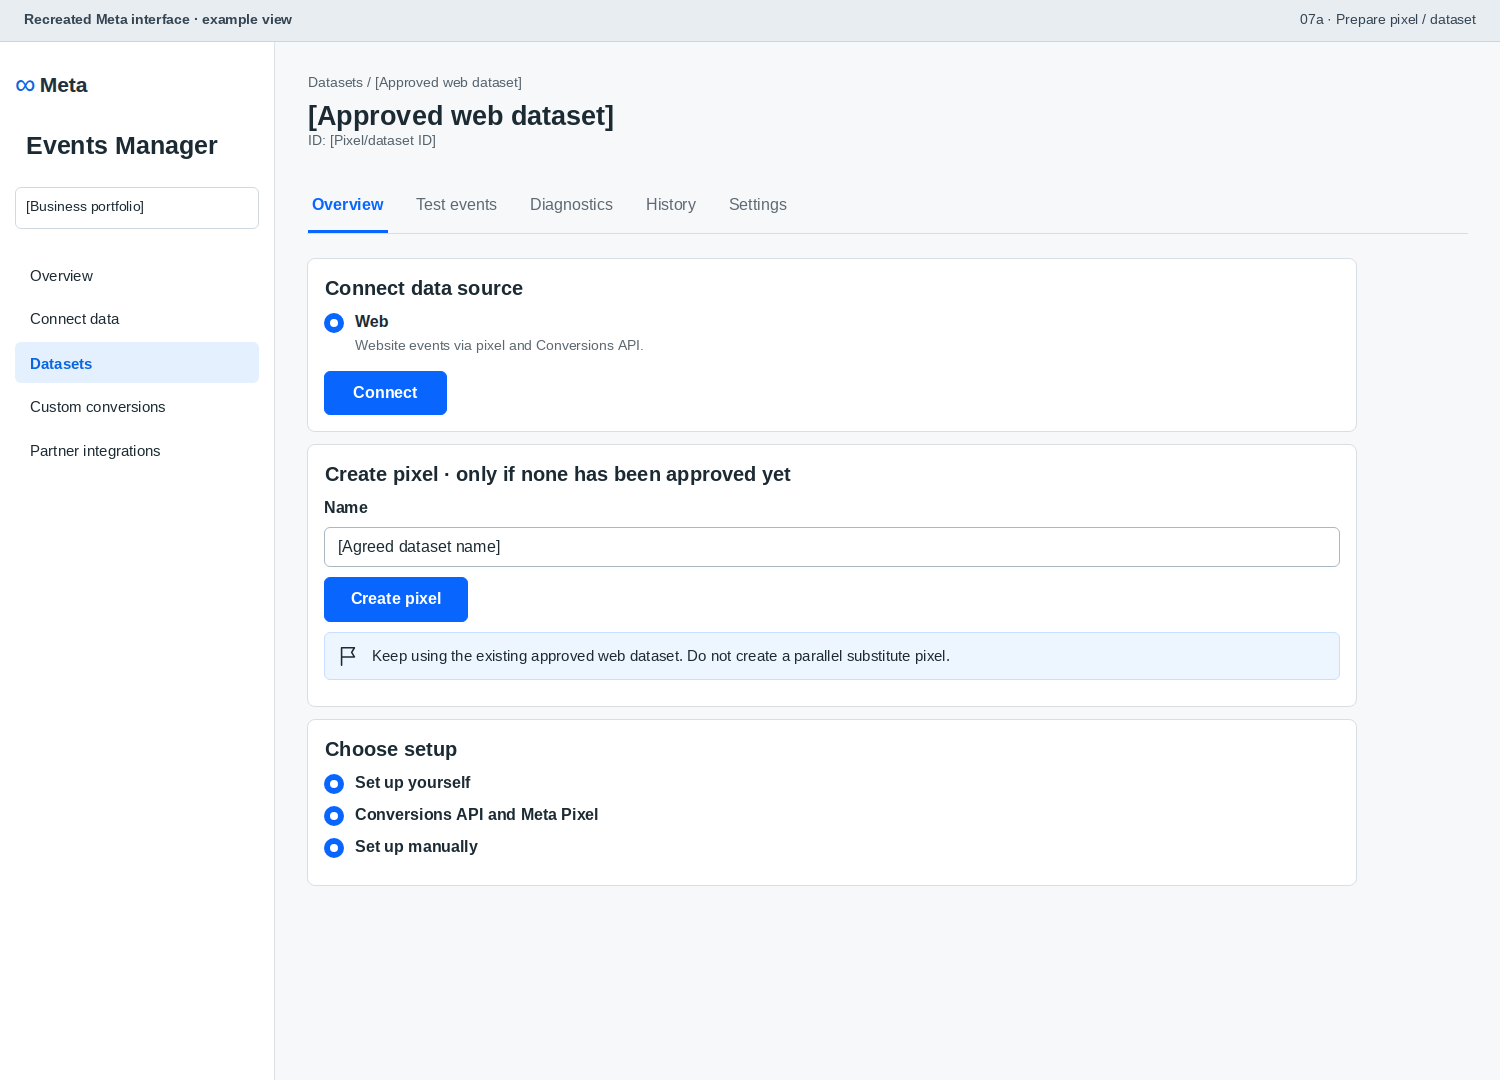 Recreated Meta interface · example view
07a · Prepare pixel / dataset
Meta
Events Manager
[Business portfolio]
Overview
Connect data
Datasets
Custom conversions
Partner integrations
Datasets / [Approved web dataset]
[Approved web dataset]
ID: [Pixel/dataset ID]
Overview
Test events
Diagnostics
History
Settings
Connect data source
Web
Website events via pixel and Conversions API.
Connect
Create pixel · only if none has been approved yet
Name
[Agreed dataset name]
Create pixel
Keep using the existing approved web dataset. Do not create a parallel substitute pixel.
Choose setup
Set up yourself
Conversions API and Meta Pixel
Set up manually